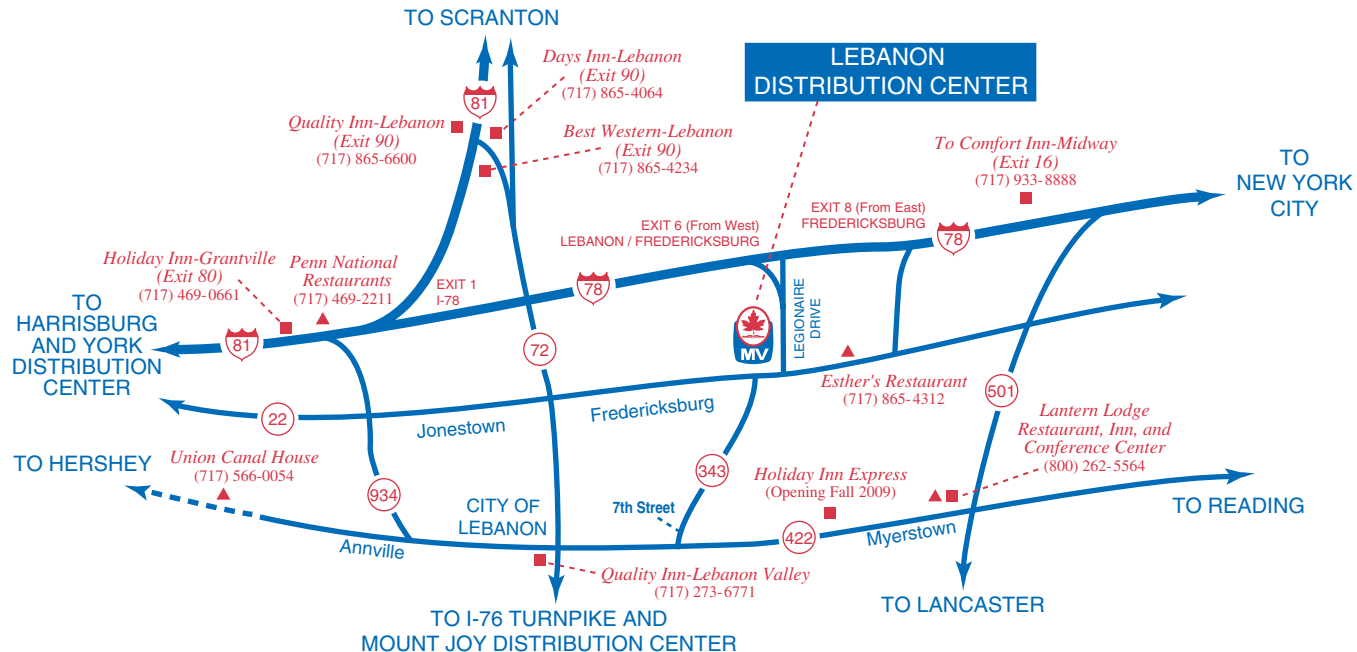 TO SCRANTON
LEBANON
DISTRIBUTION CENTER
Days Inn-Lebanon
(Exit 90)
(717) 865-4064
81
Quality Inn-Lebanon
(Exit 90)
(717) 865-6600
Best Western-Lebanon
(Exit 90)
(717) 865-4234
To Comfort Inn-Midway
(Exit 16)
(717) 933-8888
TO
NEW YORK
CITY
EXIT 6 (From West)
LEBANON / FREDERICKSBURG
EXIT 8 (From East)
FREDERICKSBURG
78
Holiday Inn-Grantville
(Exit 80)
(717) 469-0661
Penn National
Restaurants
(717) 469-2211
EXIT 1
I-78
78
LEGIONAIRE
DRIVE
TO
HARRISBURG
AND YORK
DISTRIBUTION
CENTER
81
72
MV
Esther's Restaurant
(717) 865-4312
501
22
Jonestown
Fredericksburg
Lantern Lodge
Restaurant, Inn, and
Conference Center
(800) 262-5564
TO HERSHEY
Union Canal House
(717) 566-0054
934
CITY OF
LEBANON
343
7th Street
Holiday Inn Express
(Opening Fall 2009)
TO READING
Annville
422
Myerstown
Quality Inn-Lebanon Valley
(717) 273-6771
TO LANCASTER
TO I-76 TURNPIKE AND
MOUNT JOY DISTRIBUTION CENTER